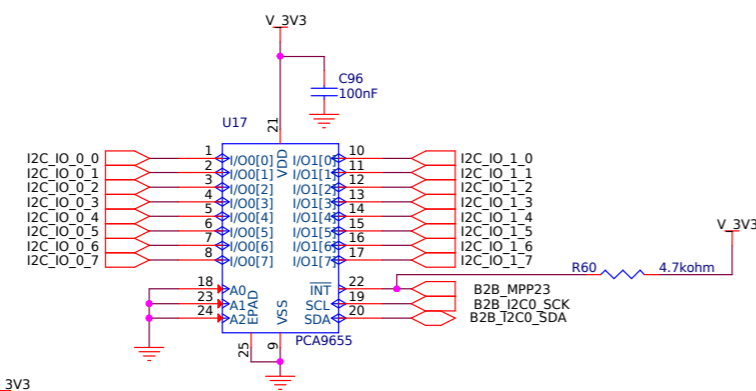 V_3V3
C96
100nF
U17
21
VDD
I2C_IO_0_0 1 I/O0[0] I/O1[0] 10 I2C_IO_1_0
I2C_IO_0_1 2 I/O0[1] I/O1[1] 11 I2C_IO_1_1
I2C_IO_0_2 3 I/O0[2] I/O1[2] 12 I2C_IO_1_2
I2C_IO_0_3 4 I/O0[3] I/O1[3] 13 I2C_IO_1_3
I2C_IO_0_4 5 I/O0[4] I/O1[4] 14 I2C_IO_1_4
I2C_IO_0_5 6 I/O0[5] I/O1[5] 15 I2C_IO_1_5
I2C_IO_0_6 7 I/O0[6] I/O1[6] 16 I2C_IO_1_6
I2C_IO_0_7 8 I/O0[7] I/O1[7] 17 I2C_IO_1_7
V_3V3
R60 4.7kohm
18 A0 INT 22 B2B_MPP23
23 A1 SCL 19 B2B_I2C0_SCK
24 A2 SDA 20 B2B_I2C0_SDA
EPAD VSS
25 9
PCA9655
3V3